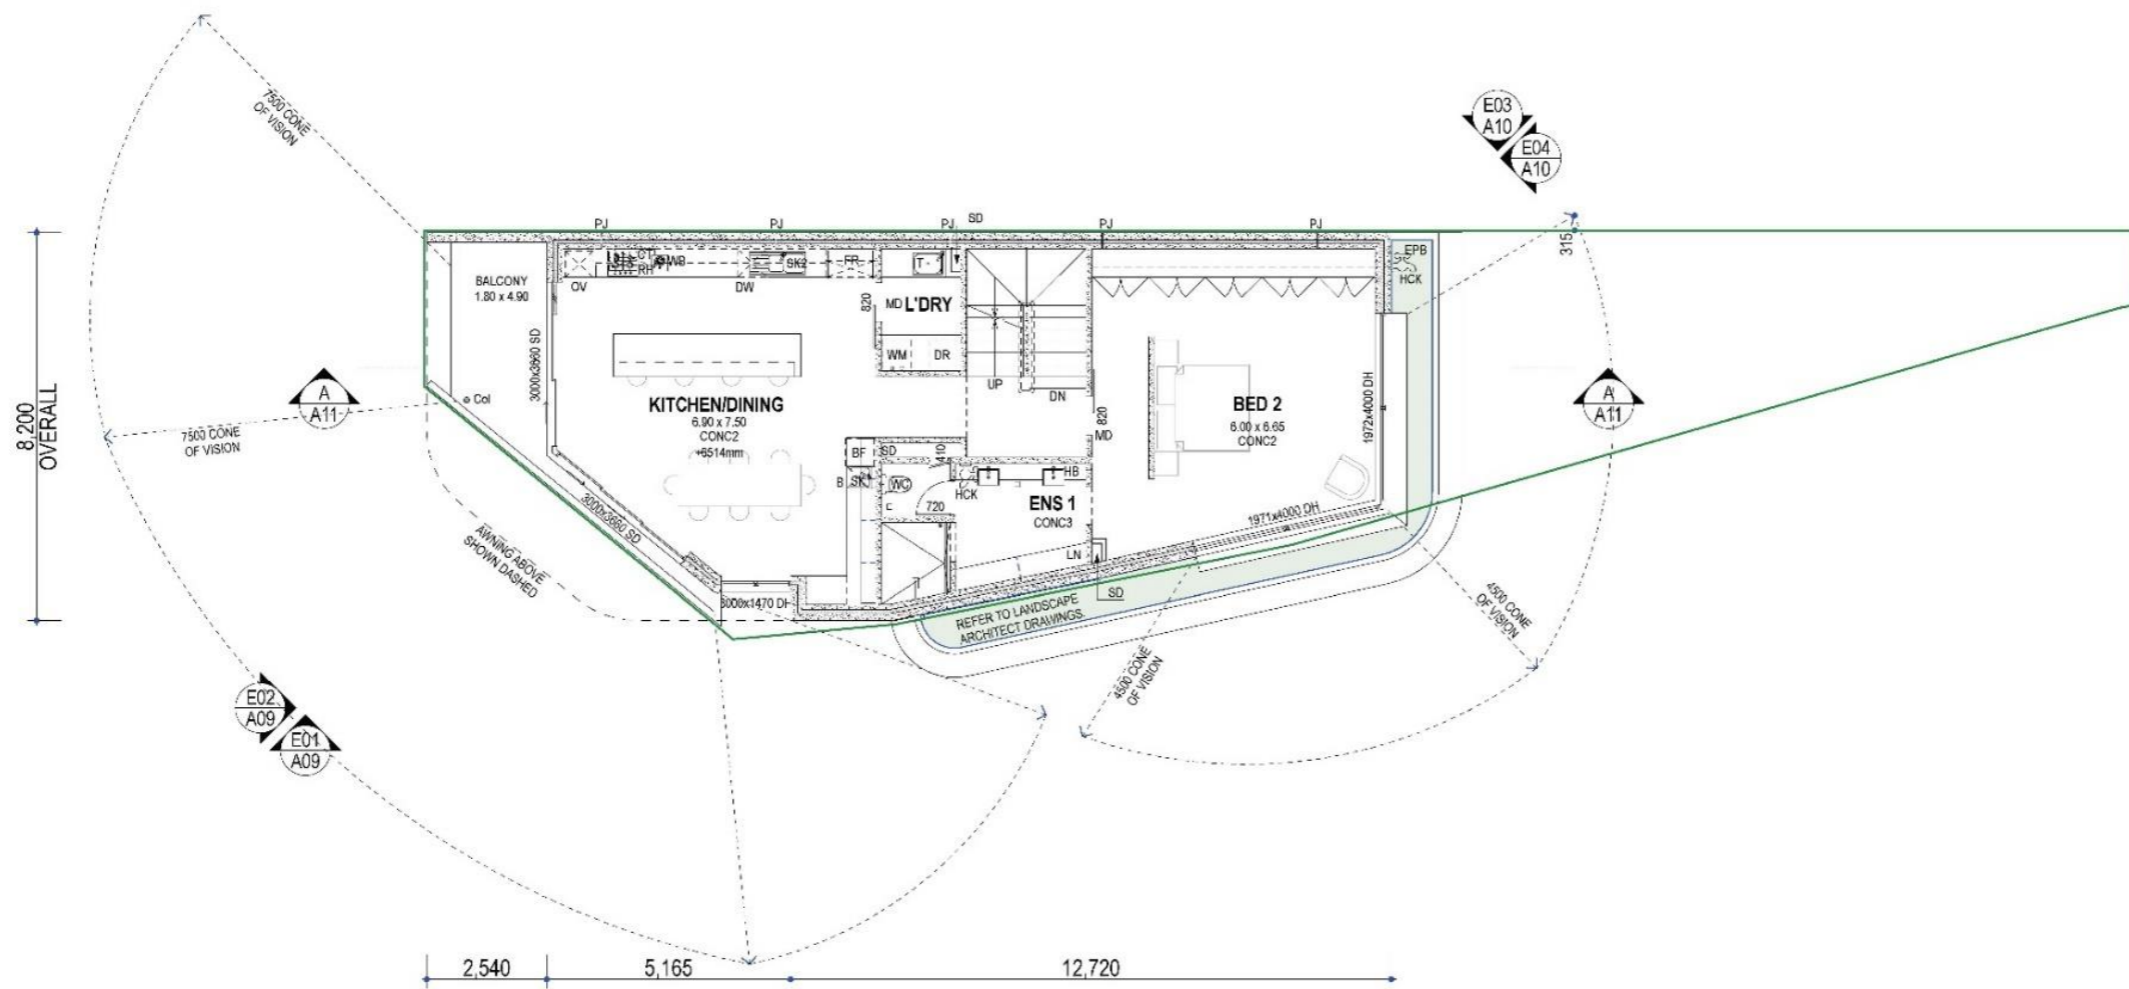 7500 CONE
OF VISION
E03
A10
E04
A10
315
PJ
PJ
PJ
SD
PJ
PJ
EPB
HCK
BALCONY
1.80 x 4.90
OV
CT
RH
WB
DW
SK2
FR
T
820
MD
L'DRY
WM
DR
UP
DN
3000x3660 SD
Col
KITCHEN/DINING
6.90 x 7.50
CONC2
+6514mm
820
MD
BED 2
6.00 x 6.65
CONC2
1972x4000 DH
A
A11
A
A11
8,200
OVERALL
7500 CONE
OF VISION
BF
SD
410
B
SK
WC
HCK
HB
720
ENS 1
CONC3
LN
1971x4000 DH
3000x3660 SD
AWNING ABOVE
SHOWN DASHED
3000x1470 DH
SD
REFER TO LANDSCAPE
ARCHITECT DRAWINGS
4500 CONE
OF VISION
4500 CONE
OF VISION
E02
A09
E01
A09
2,540
5,165
12,720